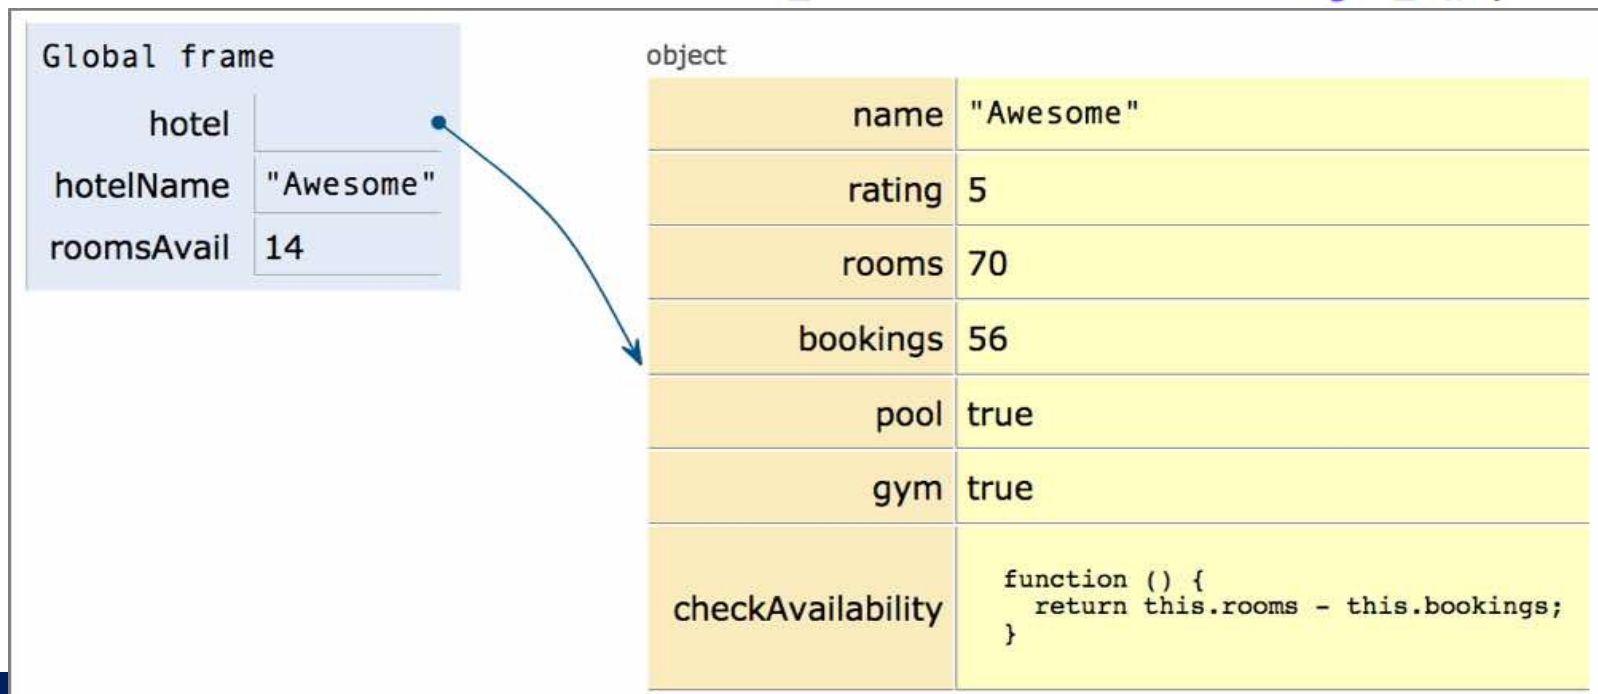 Global frame
hotel
hotelName "Awesome"
roomsAvail 14
object
name "Awesome"
rating 5
rooms 70
bookings 56
pool true
gym true
checkAvailability
function () {
return this.rooms - this.bookings;
}